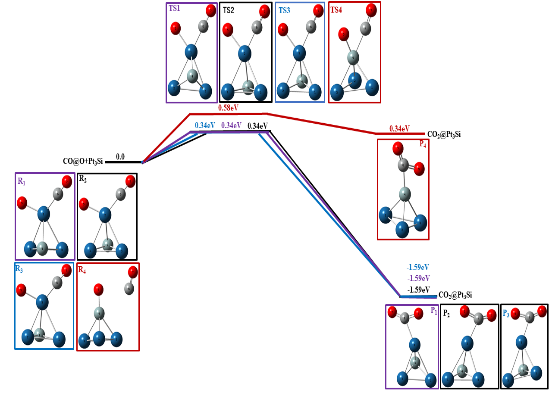 TS1 TS2 TS3 TS4
0.58eV
0.34eV 0.34eV 0.34eV
0.34eV CO2@Pt3Si
CO@O+Pt3Si 0.0
P4
R1 R2
R3 R4
-1.59eV
-1.59eV
-1.59eV CO2@Pt3Si
P1 P2 P3